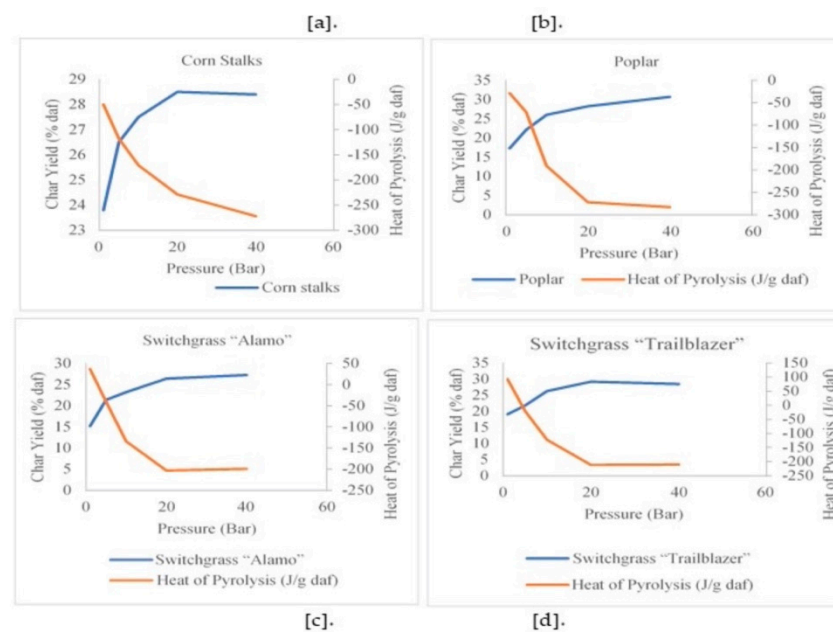 [a].
[b].
Corn Stalks
Char Yield (% daf)
29
28
27
26
25
24
23
0
-50
-100
-150
-200
-250
-300
Heat of Pyrolysis (J/g daf)
0 20 40 60
Pressure (Bar)
Corn stalks
Poplar
Char Yield (% daf)
35
30
25
20
15
10
5
0
0
-50
-100
-150
-200
-250
-300
Heat of Pyrolysis (J/g daf)
0 20 40 60
Pressure (Bar)
Poplar Heat of Pyrolysis (J/g daf)
Switchgrass “Alamo”
Char Yield (% daf)
30
25
20
15
10
5
0
50
0
-50
-100
-150
-200
-250
Heat of Pyrolysis (J/g daf)
0 20 40 60
Pressure (Bar)
Switchgrass “Alamo”
Heat of Pyrolysis (J/g daf)
Switchgrass “Trailblazer”
Char Yield (% daf)
35
30
25
20
15
10
5
0
150
100
50
0
-50
-100
-150
-200
-250
Heat of Pyrolysis (J/g daf)
0 20 40 60
Pressure (Bar)
Switchgrass “Trailblazer”
Heat of Pyrolysis (J/g daf)
[c].
[d].